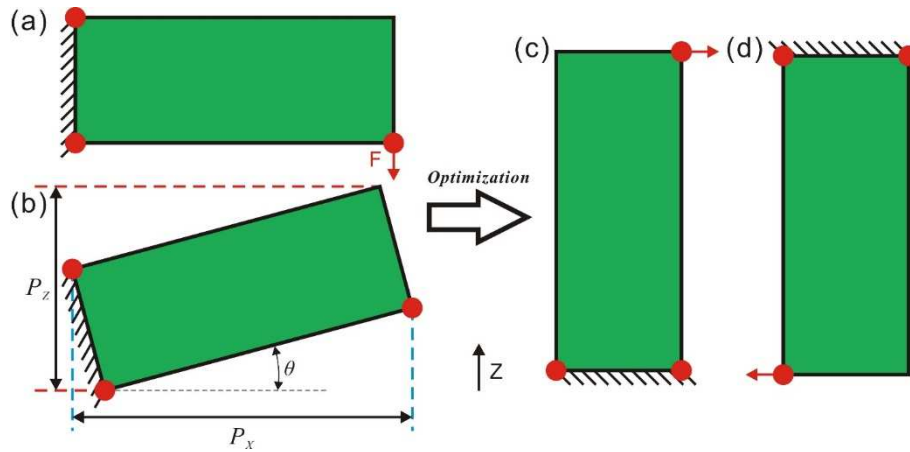 (a)
F
(b)
P_z
θ
P_x
Optimization
(c)
(d)
Z